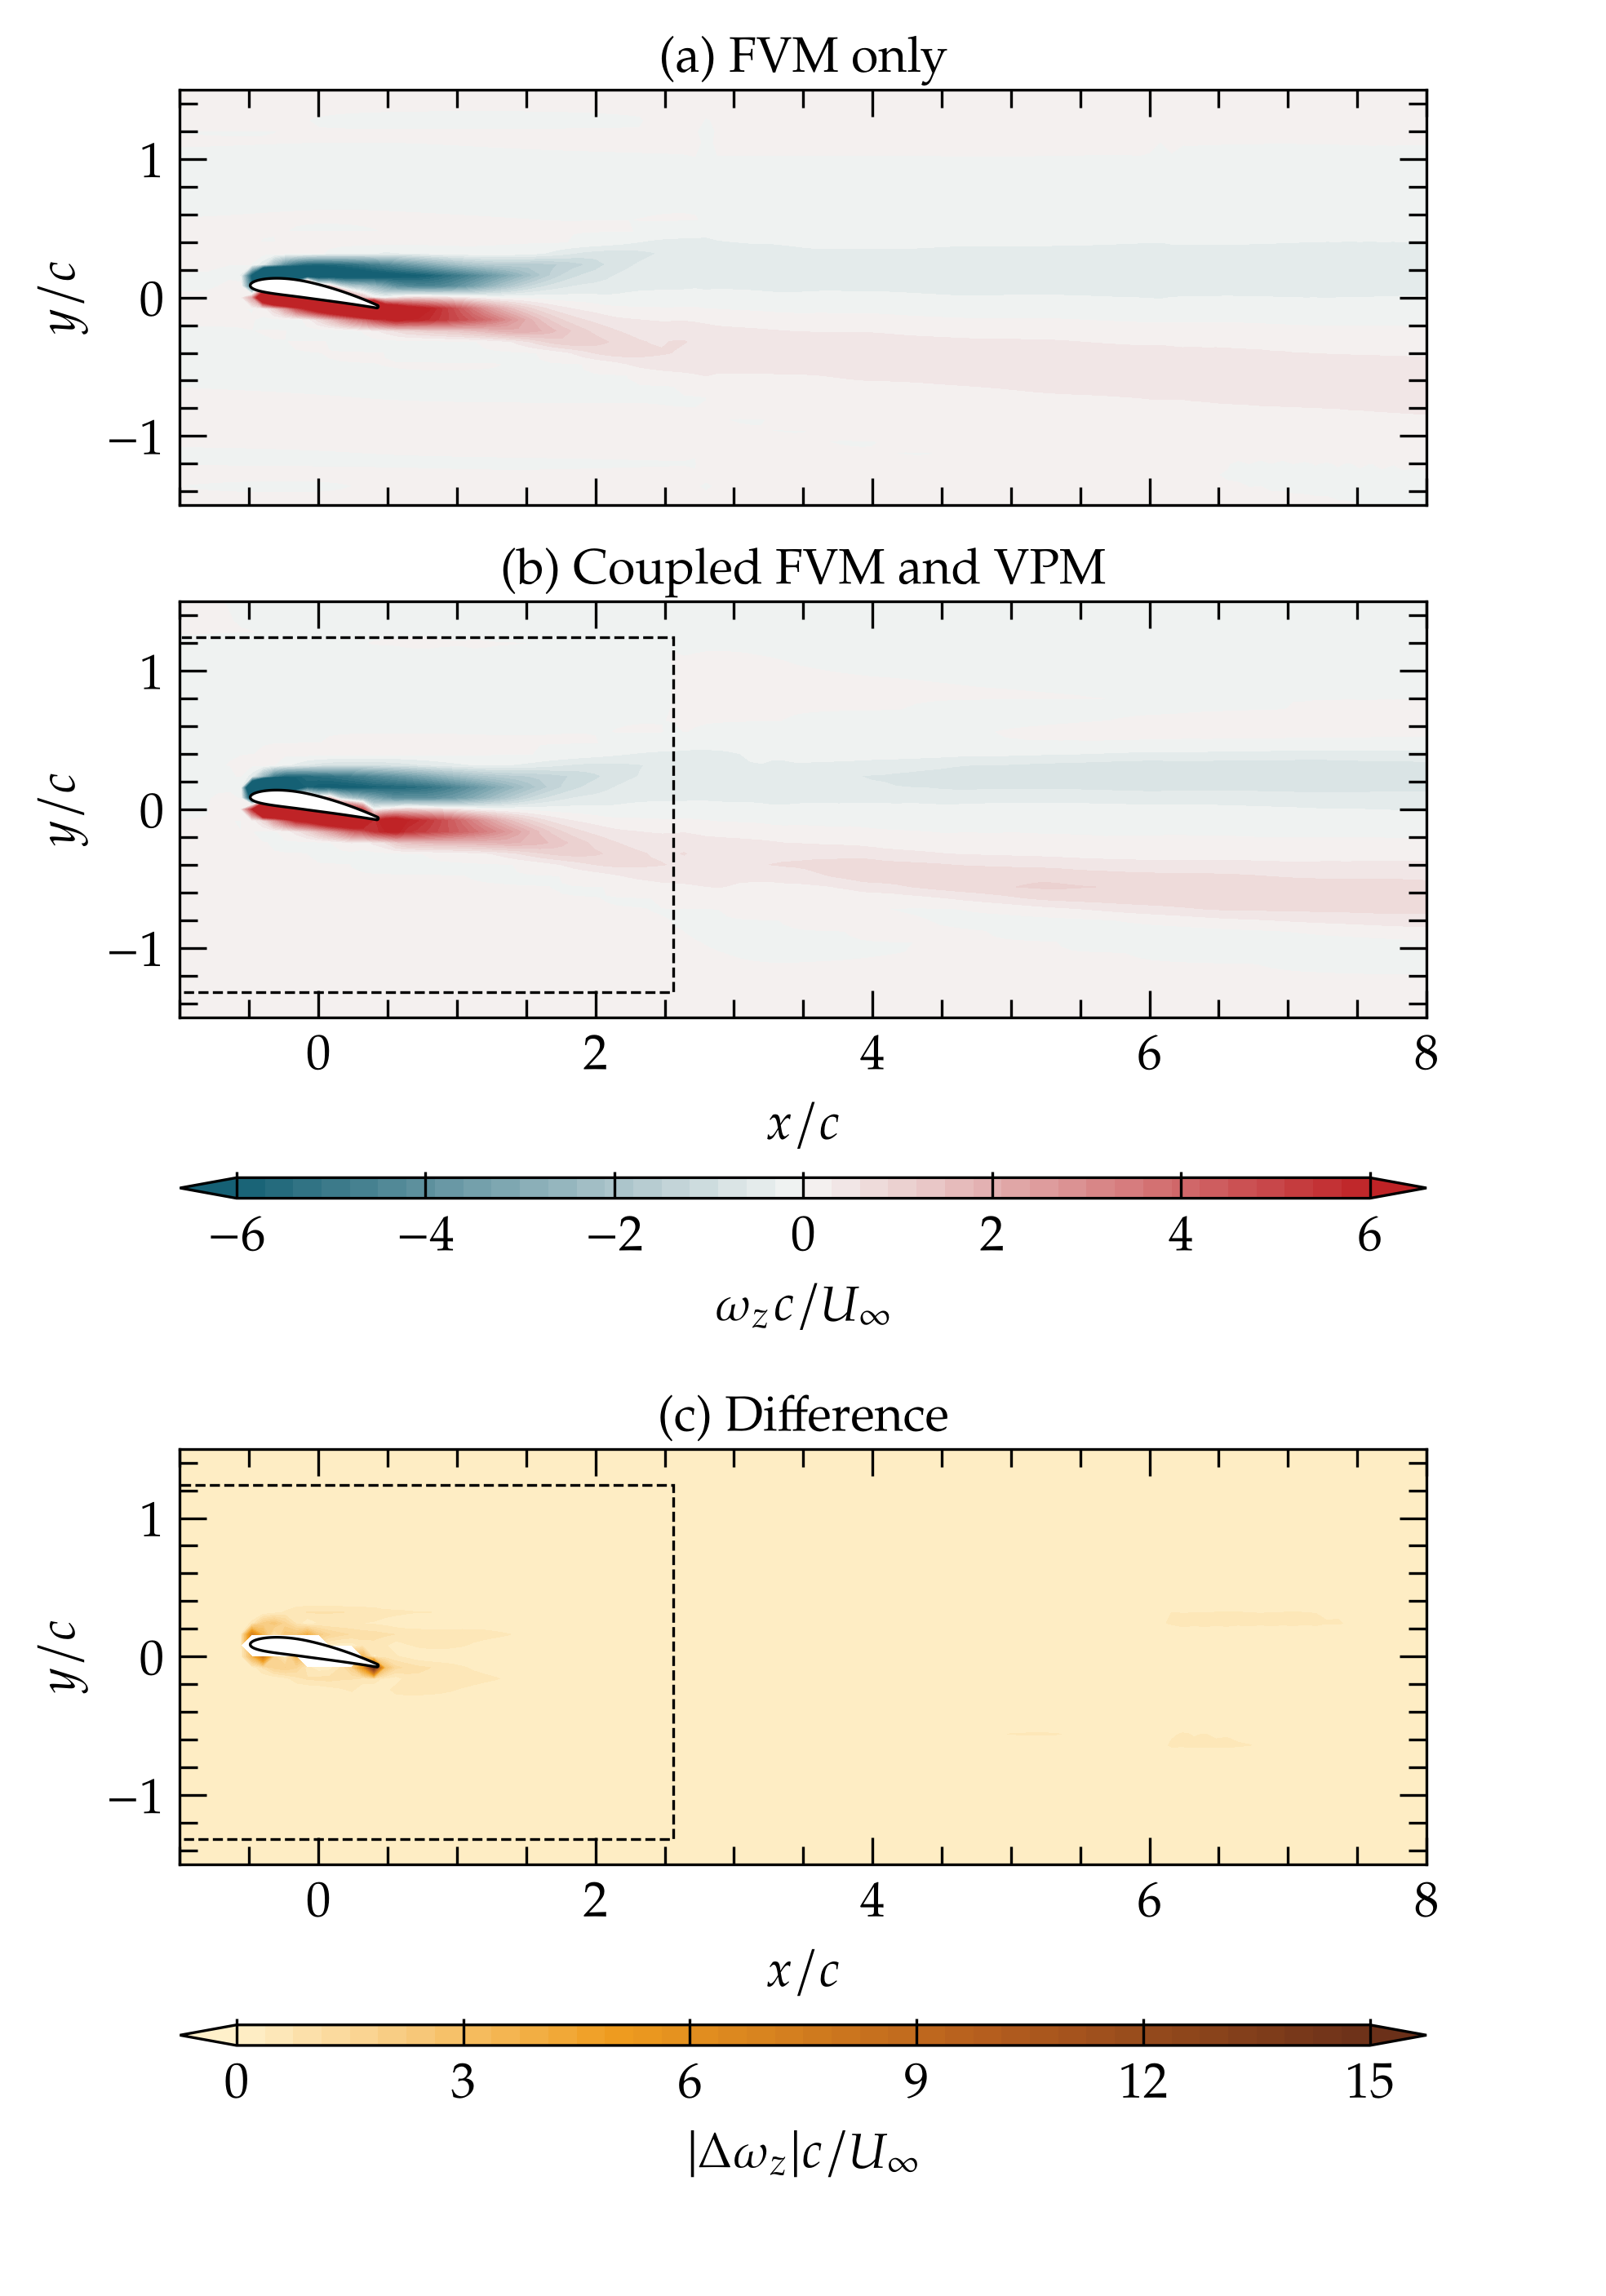 (a) FVM only
1
0
−1
y/c
(b) Coupled FVM and VPM
1
0
−1
y/c
0 2 4 6 8
x/c
−6 −4 −2 0 2 4 6
ω_z c/U_∞
(c) Difference
1
0
−1
y/c
0 2 4 6 8
x/c
0 3 6 9 12 15
|Δω_z|c/U_∞